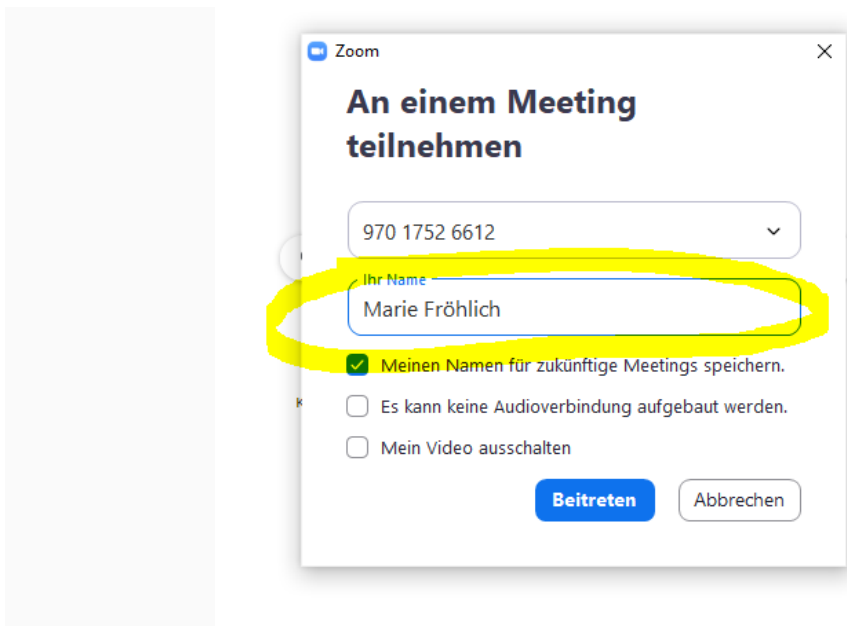 Zoom
An einem Meeting
teilnehmen
970 1752 6612
Ihr Name
Marie Fröhlich
Meinen Namen für zukünftige Meetings speichern.
Es kann keine Audioverbindung aufgebaut werden.
Mein Video ausschalten
Beitreten Abbrechen